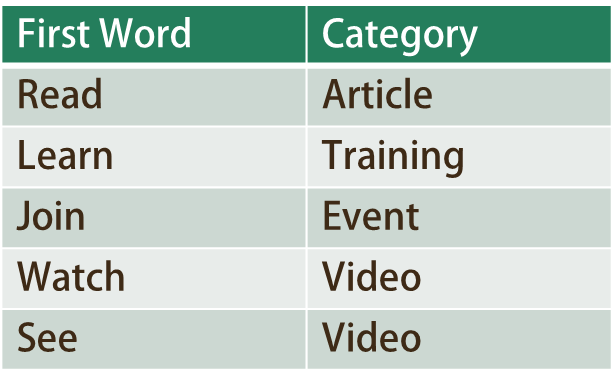 First Word Category
Read Article
Learn Training
Join Event
Watch Video
See Video